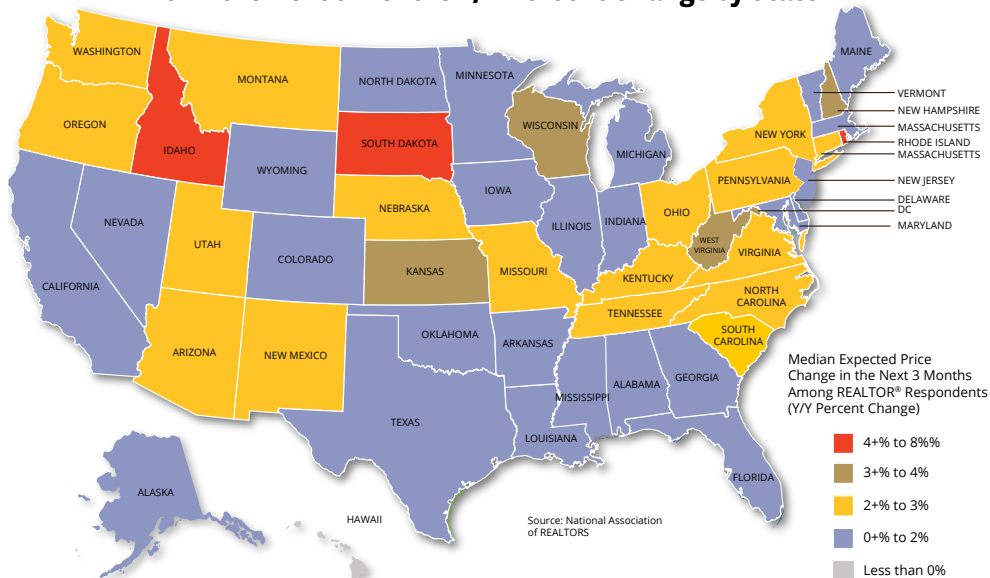 WASHINGTON
MONTANA
NORTH DAKOTA
MINNESOTA
MAINE
VERMONT
NEW HAMPSHIRE
MASSACHUSETTS
RHODE ISLAND
MASSACHUSETTS
NEW JERSEY
DELAWARE
DC
MARYLAND
OREGON
IDAHO
SOUTH DAKOTA
WISCONSIN
MICHIGAN
NEW YORK
WYOMING
NEBRASKA
IOWA
PENNSYLVANIA
NEVADA
UTAH
COLORADO
KANSAS
MISSOURI
ILLINOIS
INDIANA
OHIO
WEST
VIRGINIA
VIRGINIA
KENTUCKY
CALIFORNIA
NORTH
CAROLINA
TENNESSEE
SOUTH
CAROLINA
ARIZONA
NEW MEXICO
OKLAHOMA
ARKANSAS
MISSISSIPPI
ALABAMA
GEORGIA
TEXAS
LOUISIANA
FLORIDA
ALASKA
HAWAII
Source: National Association
of REALTORS
Median Expected Price
Change in the Next 3 Months
Among REALTOR® Respondents
(Y/Y Percent Change)
4+% to 8%%
3+% to 4%
2+% to 3%
0+% to 2%
Less than 0%